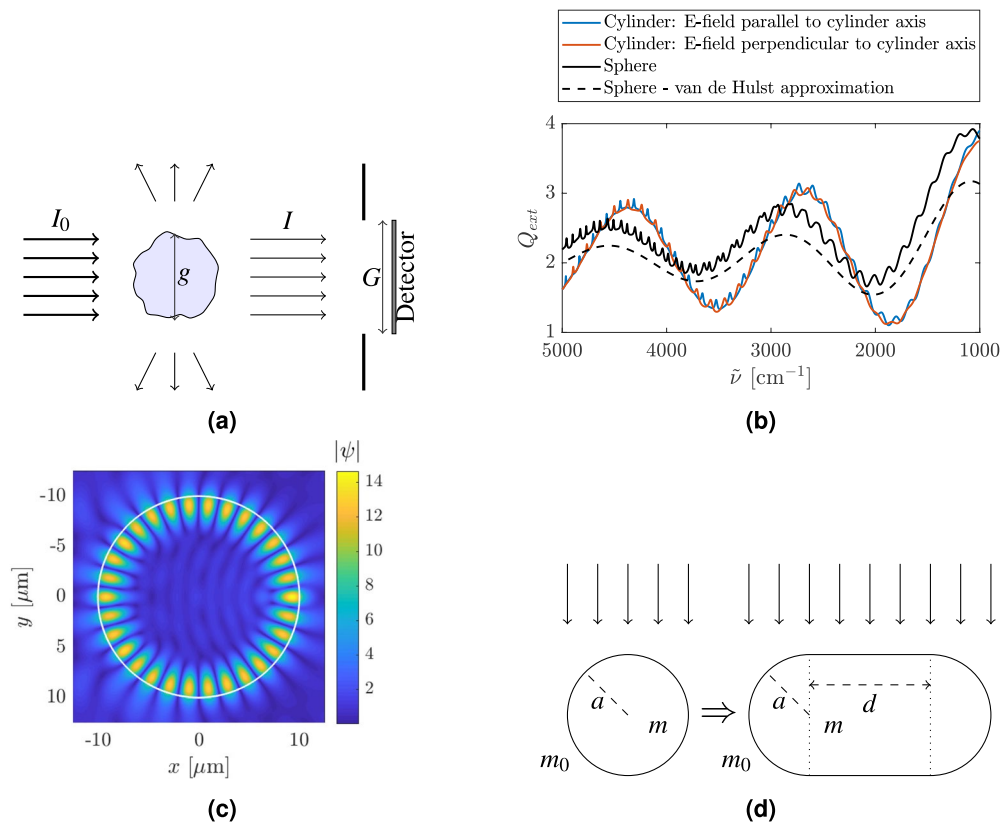 I₀
I
g
G
Detector
(a)
Cylinder: E-field parallel to cylinder axis
Cylinder: E-field perpendicular to cylinder axis
Sphere
Sphere - van de Hulst approximation
4
3
2
1
Q_ext
5000 4000 3000 2000 1000
ν̃ [cm⁻¹]
(b)
|ψ|
14
12
10
8
6
4
2
-10
-5
0
5
10
y [μm]
-10 0 10
x [μm]
(c)
a
m
m₀
⇒
a
d
m
m₀
(d)